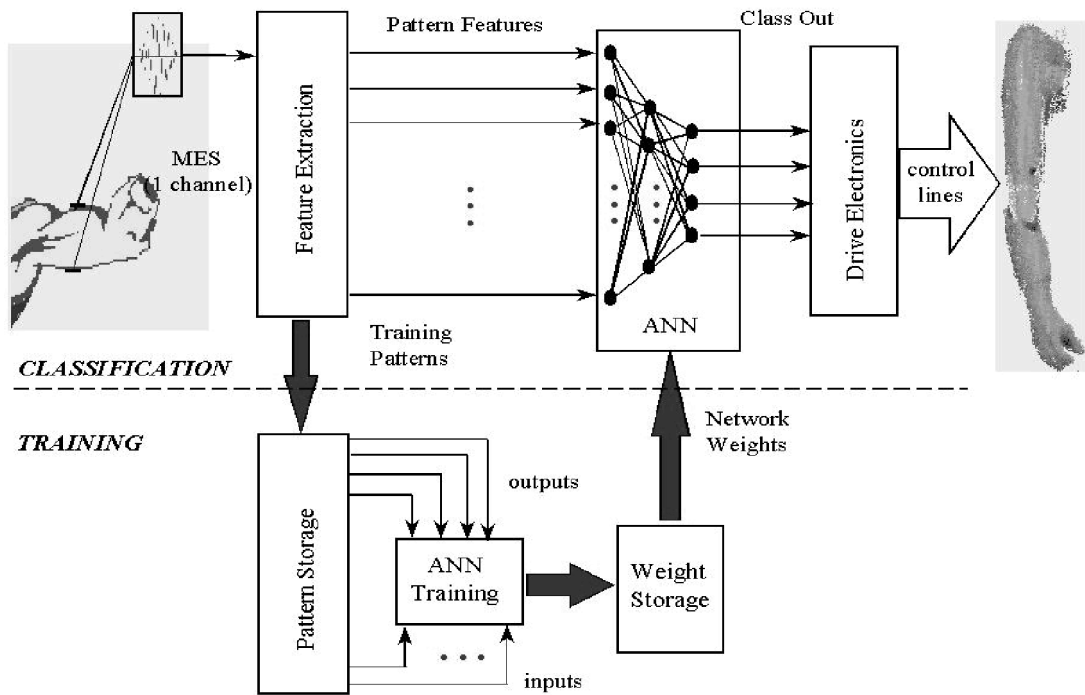 Pattern Features
Class Out
MES
(1 channel)
Feature Extraction
Drive Electronics
control
lines
ANN
Training
Patterns
CLASSIFICATION
TRAINING
Network
Weights
Pattern Storage
outputs
ANN
Training
Weight
Storage
inputs